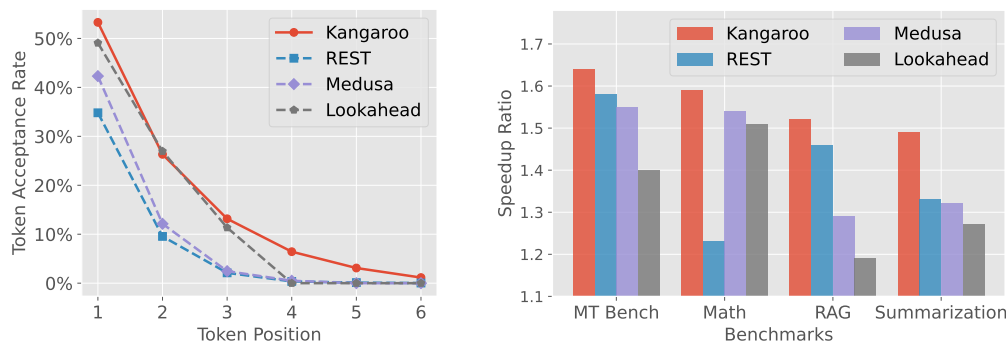 Token Acceptance Rate
50%
40%
30%
20%
10%
0%
Kangaroo
REST
Medusa
Lookahead
1 2 3 4 5 6
Token Position
Speedup Ratio
1.7
1.6
1.5
1.4
1.3
1.2
1.1
Kangaroo Medusa
REST Lookahead
MT Bench Math RAG Summarization
Benchmarks